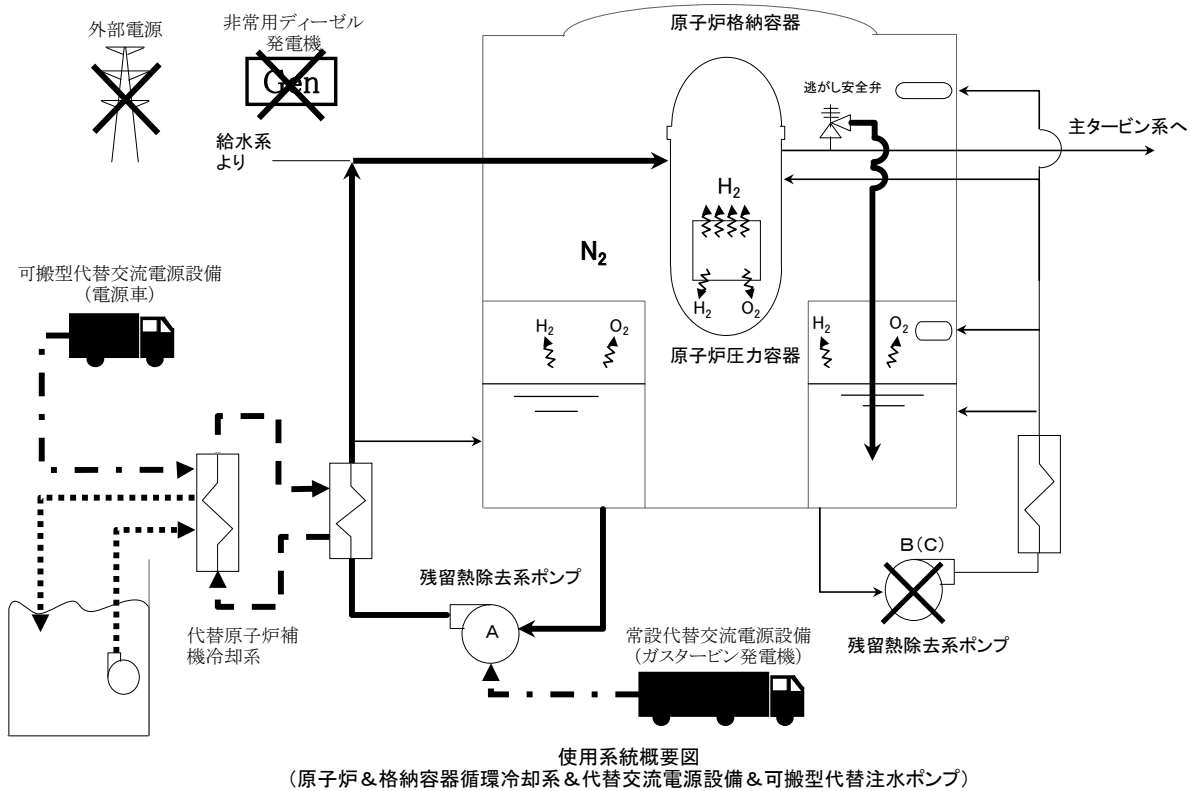 外部電源
非常用ディーゼル
発電機
Gen
原子炉格納容器
逃がし安全弁
主タービン系へ
給水系
より
H2
N2
H2
O2
原子炉圧力容器
可搬型代替交流電源設備
(電源車)
H2
O2
H2
O2
残留熱除去系ポンプ
A
B(C)
残留熱除去系ポンプ
代替原子炉補
機冷却系
常設代替交流電源設備
(ガスタービン発電機)
使用系統概要図
(原子炉&格納容器循環冷却系&代替交流電源設備&可搬型代替注水ポンプ)